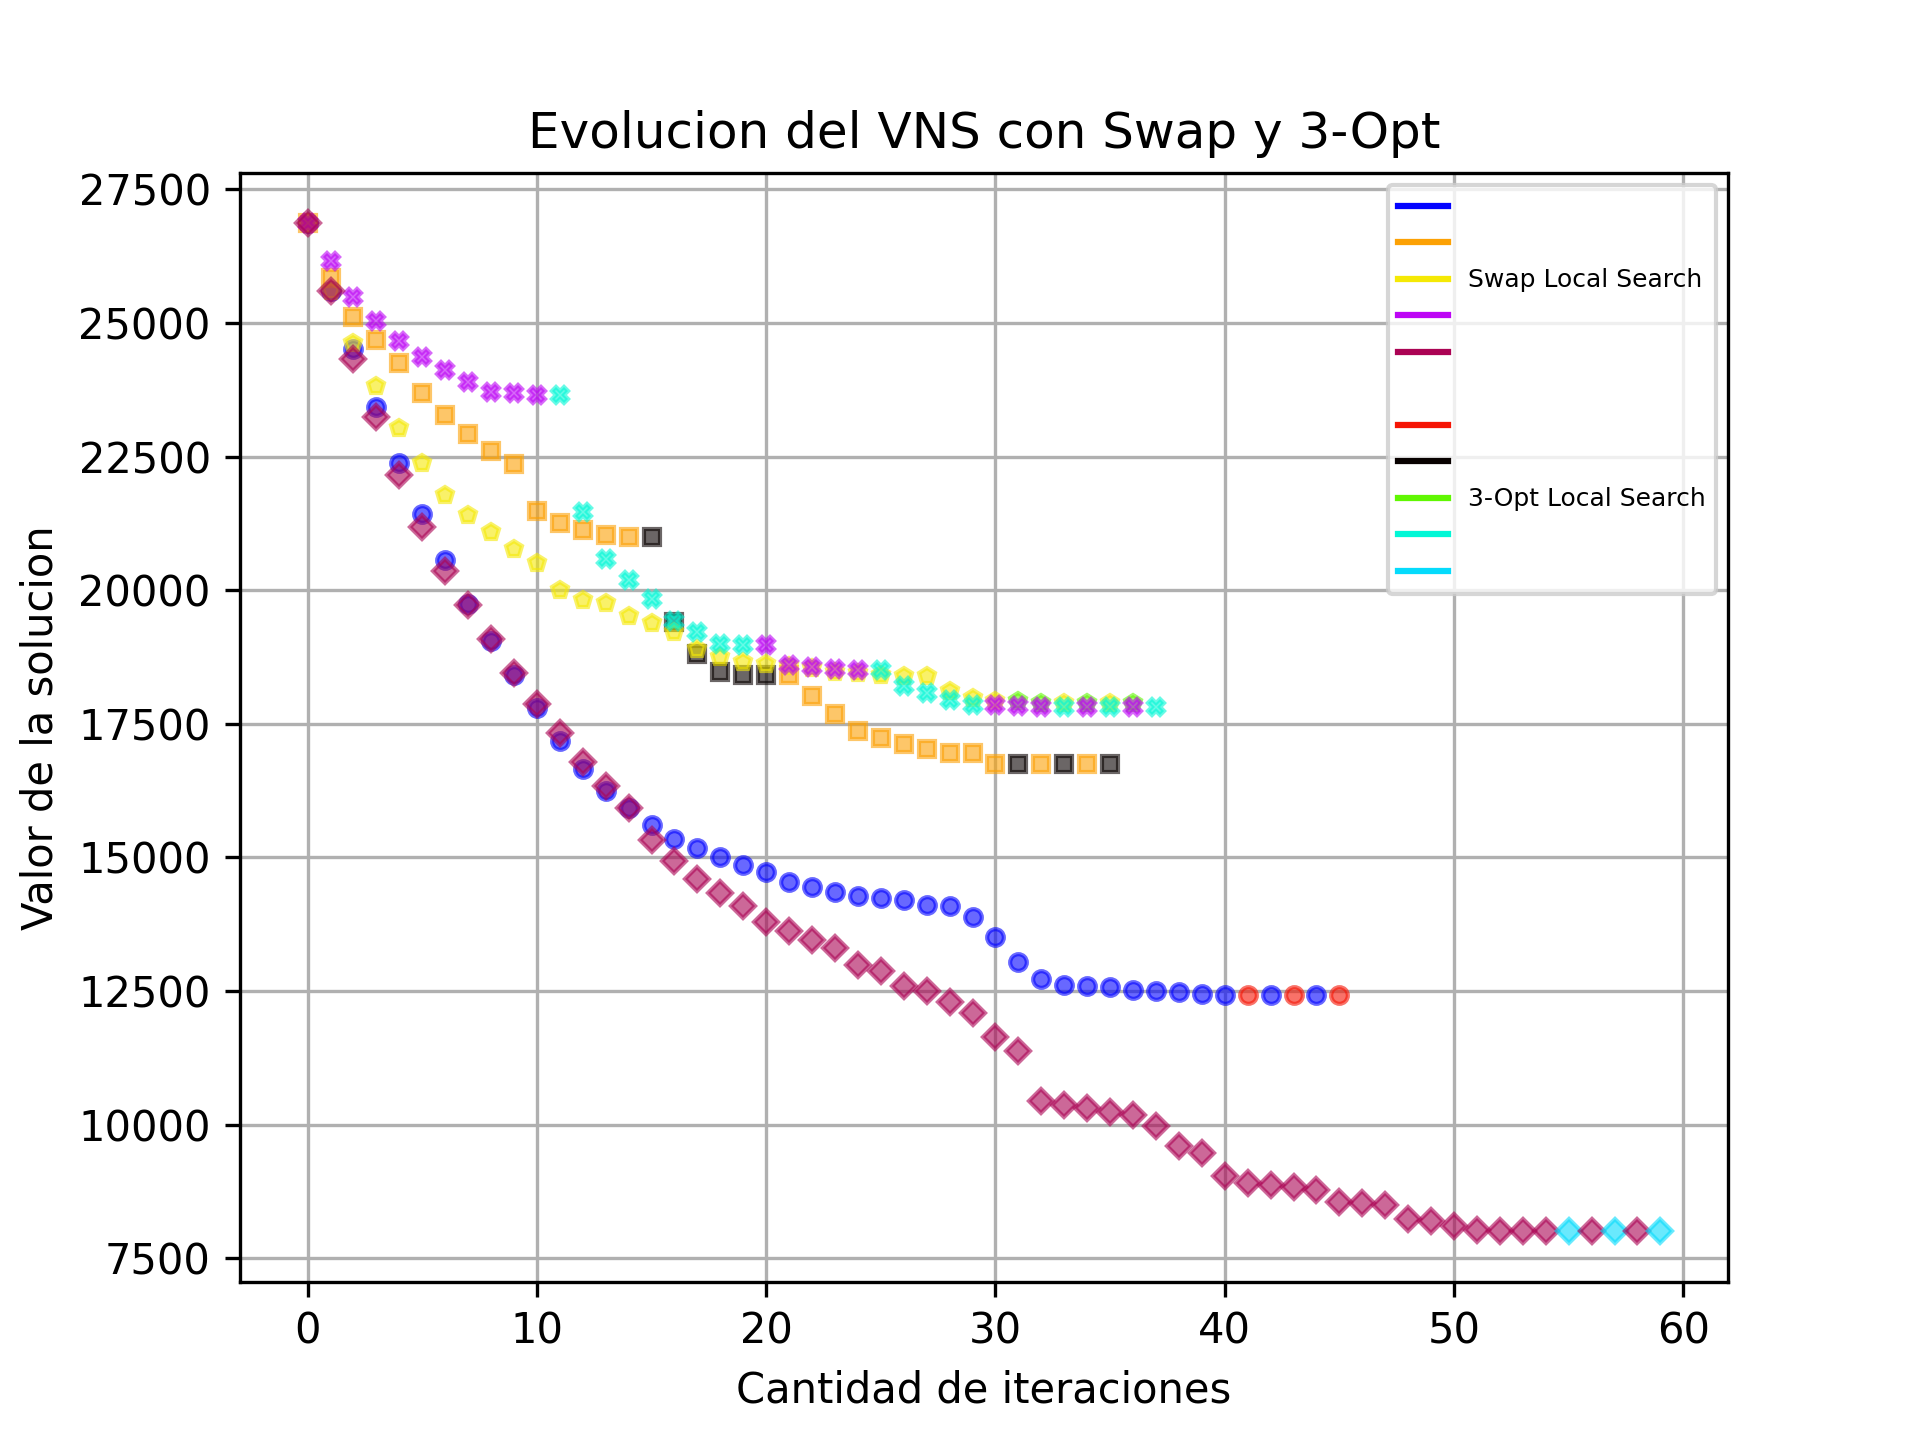 Evolucion del VNS con Swap y 3-Opt
27500
25000
22500
20000
17500
15000
12500
10000
7500
Valor de la solucion
Swap Local Search
3-Opt Local Search
0 10 20 30 40 50 60
Cantidad de iteraciones